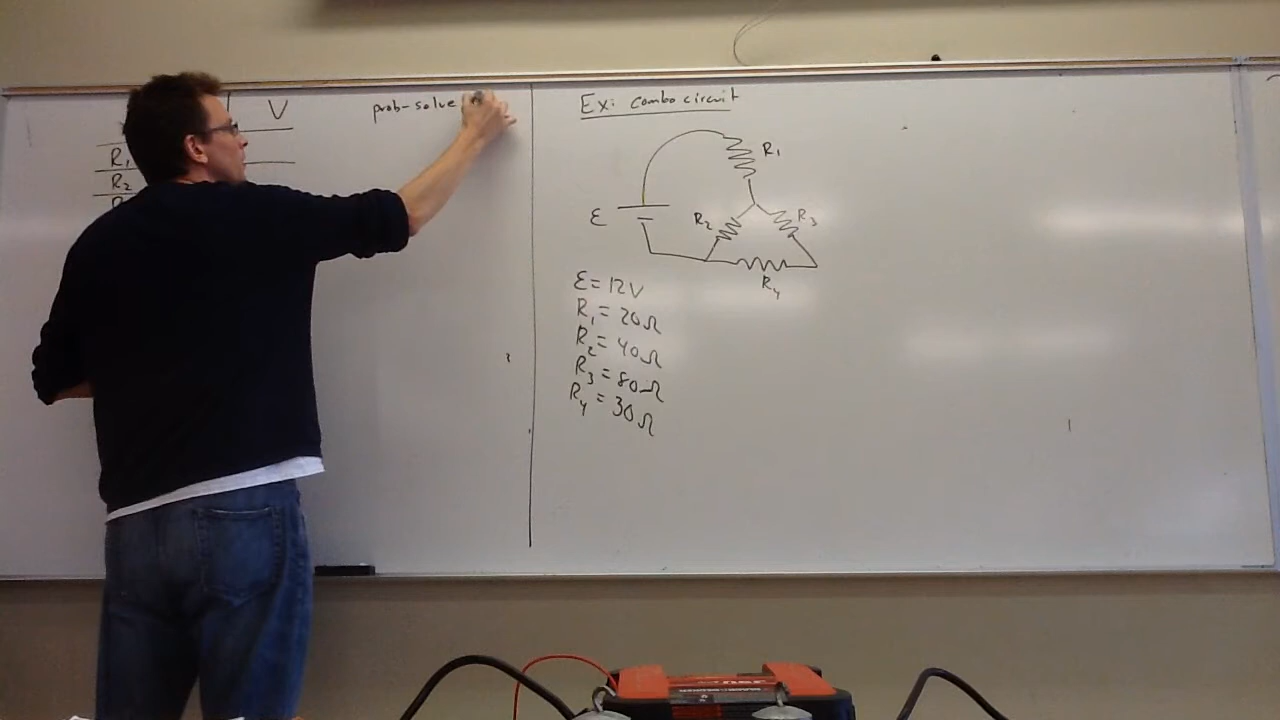 V
R₁
R₂
prob-solve
Ex: combo circuit
R₁
R₂
R₃
ε
R₄
ε = 12V
R₁ = 20Ω
R₂ = 40Ω
R₃ = 80Ω
R₄ = 30Ω